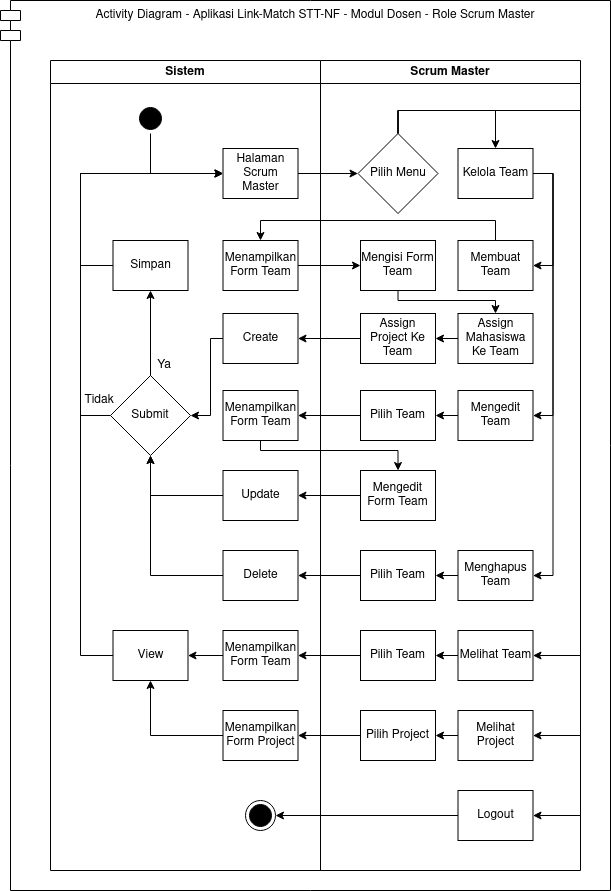 Activity Diagram - Aplikasi Link-Match STT-NF - Modul Dosen - Role Scrum Master
Sistem
Scrum Master
Halaman
Scrum
Master
Pilih Menu
Kelola Team
Simpan
Menampilkan
Form Team
Mengisi Form
Team
Membuat
Team
Create
Assign
Project Ke
Team
Assign
Mahasiswa
Ke Team
Ya
Tidak
Submit
Menampilkan
Form Team
Pilih Team
Mengedit
Team
Update
Mengedit
Form Team
Delete
Pilih Team
Menghapus
Team
View
Menampilkan
Form Team
Pilih Team
Melihat Team
Menampilkan
Form Project
Pilih Project
Melihat
Project
Logout